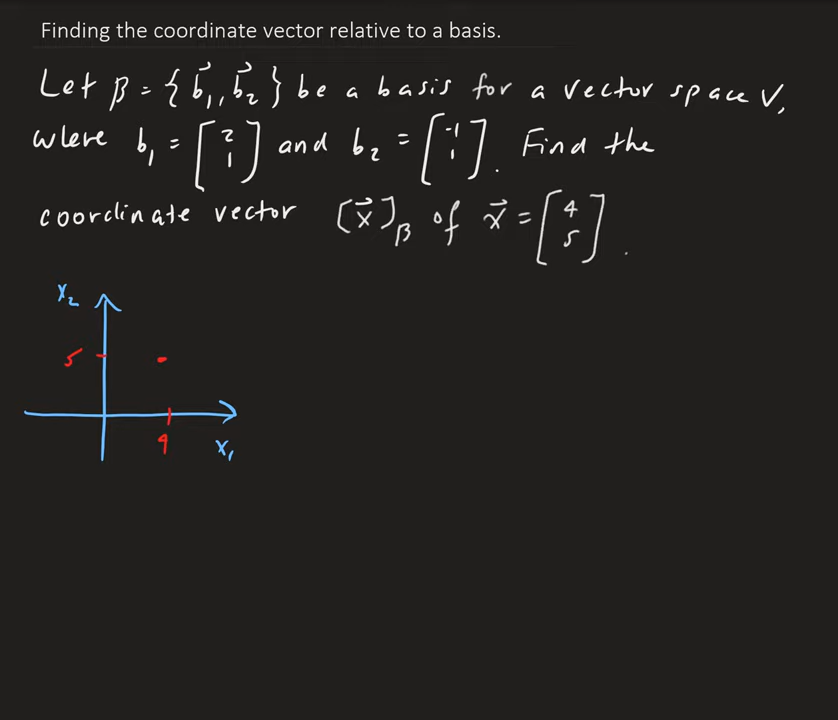 Finding the coordinate vector relative to a basis.
Let β = { b⃗₁, b⃗₂ } be a basis for a vector space V,
where b₁ = [2 1] and b₂ = [-1 1]. Find the
coordinate vector [x⃗]_β of x⃗ = [4 5].
x₂
5
4
x₁